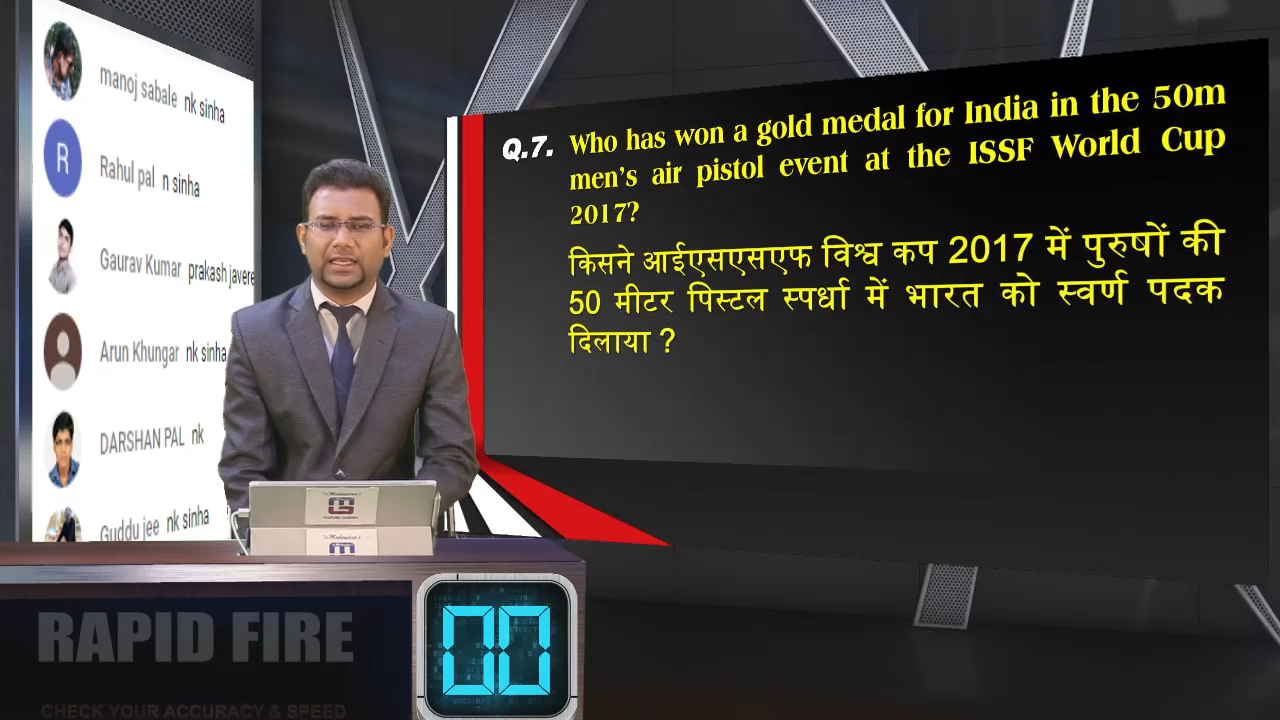 manoj sabale nk sinha
R
Rahul pal n sinha
Gaurav Kumar prakash javere
Arun Khungar nk sinha
DARSHAN PAL nk
Guddu jee nk sinha
Q.7. Who has won a gold medal for India in the 50m
men's air pistol event at the ISSF World Cup
2017?
किसने आईएसएसएफ विश्व कप 2017 में पुरुषों की
50 मीटर पिस्टल स्पर्धा में भारत को स्वर्ण पदक
दिलाया ?
RAPID FIRE
CHECK YOUR ACCURACY & SPEED
00